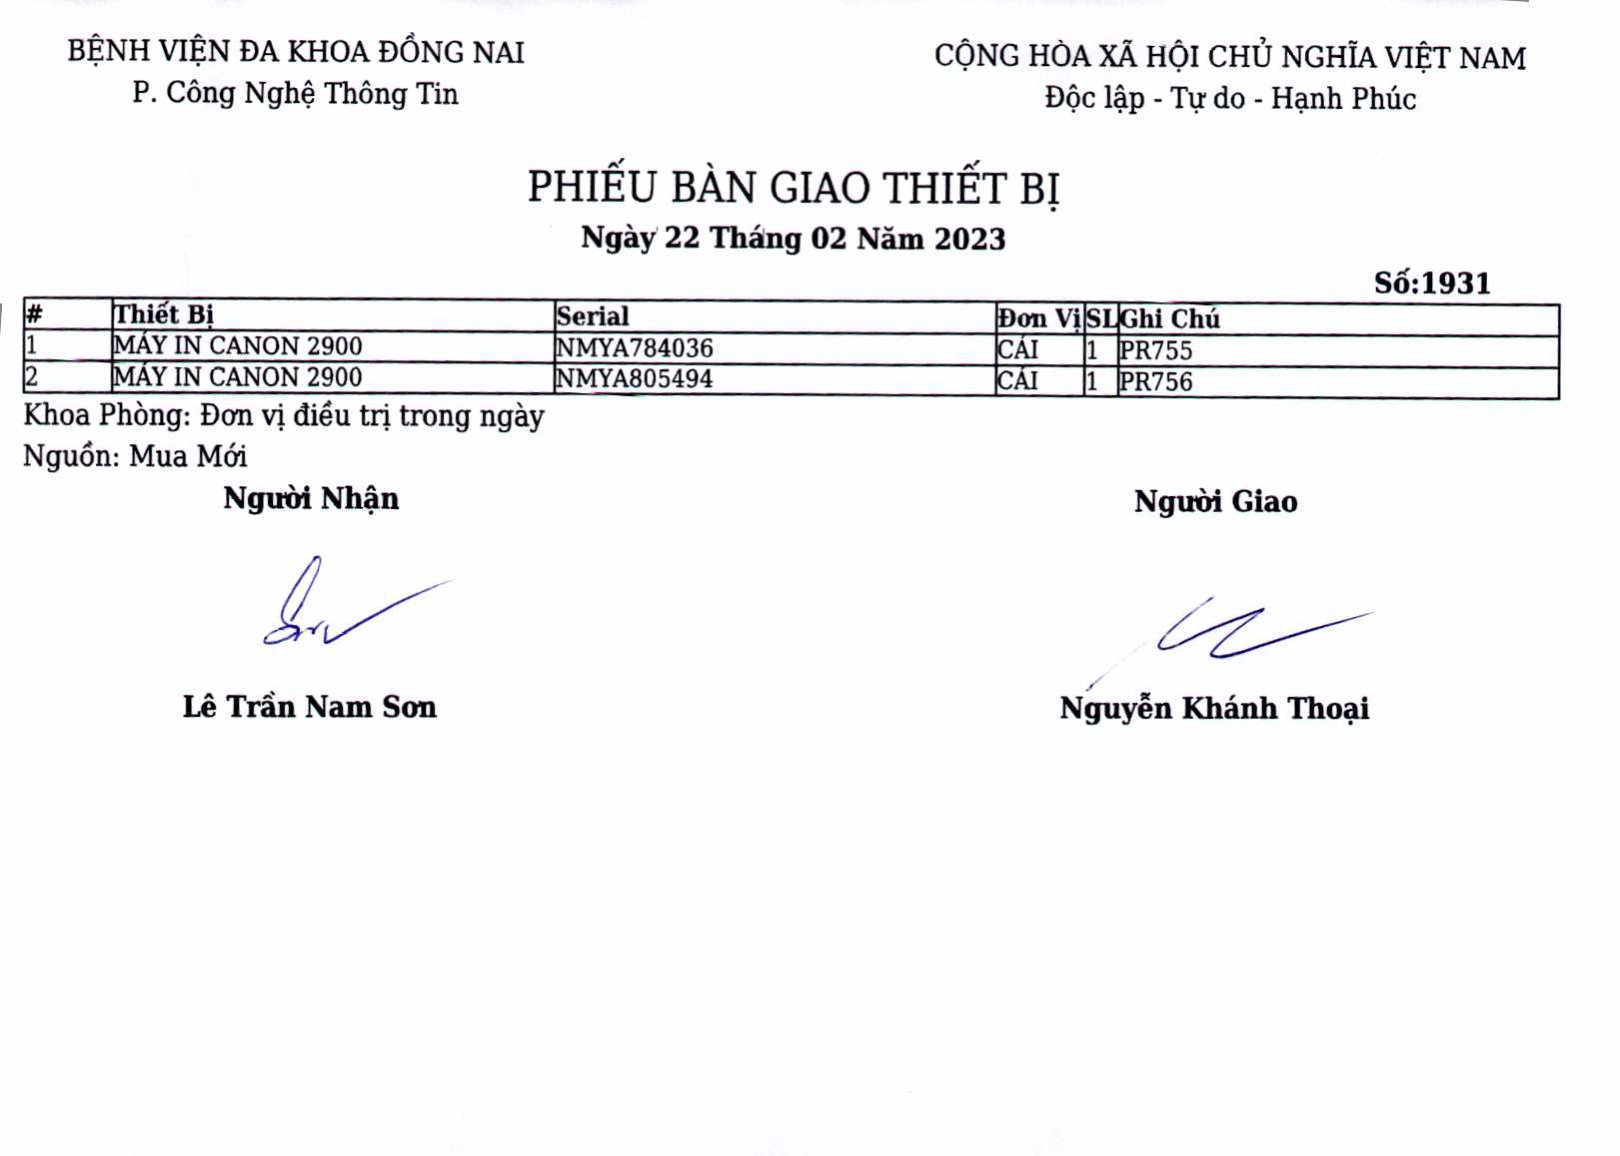 BỆNH VIỆN ĐA KHOA ĐỒNG NAI
P. Công Nghệ Thông Tin
CỘNG HÒA XÃ HỘI CHỦ NGHĨA VIỆT NAM
Độc lập - Tự do - Hạnh Phúc
PHIẾU BÀN GIAO THIẾT BỊ
Ngày 22 Tháng 02 Năm 2023
Số:1931
# Thiết Bị Serial Đơn Vị SL Ghi Chú
1 MÁY IN CANON 2900 NMYA784036 CÁI 1 PR755
2 MÁY IN CANON 2900 NMYA805494 CÁI 1 PR756
Khoa Phòng: Đơn vị điều trị trong ngày
Nguồn: Mua Mới
Người Nhận Người Giao
Lê Trần Nam Sơn Nguyễn Khánh Thoại